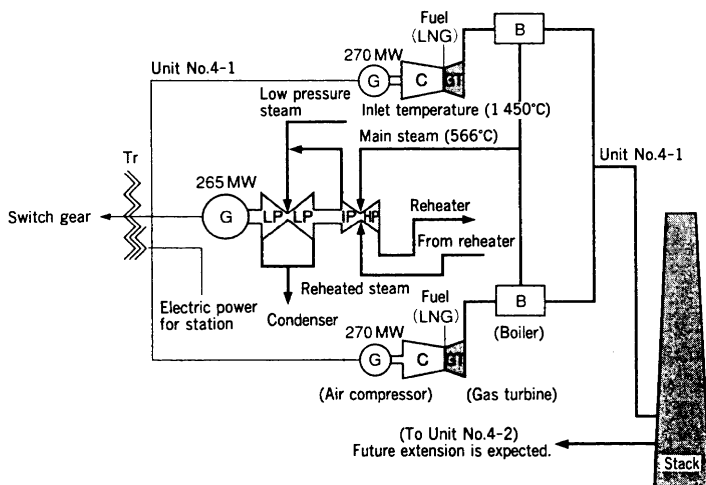 Fuel
(LNG)
B
270 MW
Unit No.4-1
G
C
GT
Low pressure
steam
Inlet temperature (1 450°C)
Main steam (566°C)
Unit No.4-1
Tr
265 MW
Switch gear
G
LP
LP
IP
HP
Reheater
From reheater
Reheated steam
Electric power
for station
Condenser
Fuel
(LNG)
B
(Boiler)
270 MW
G
C
GT
(Air compressor)
(Gas turbine)
(To Unit No.4-2)
Future extension is expected.
Stack